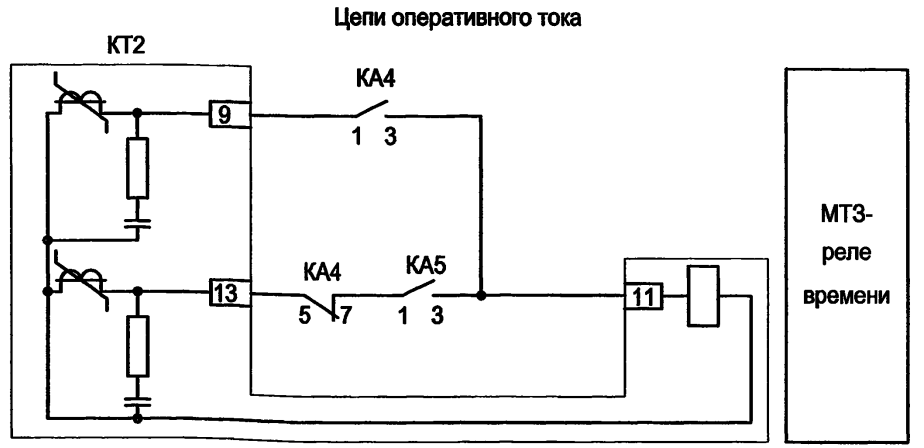 Цепи оперативного тока
КТ2
КА4
9
1 3
МТЗ-
реле
времени
КА4
КА5
13
5 7
1 3
11